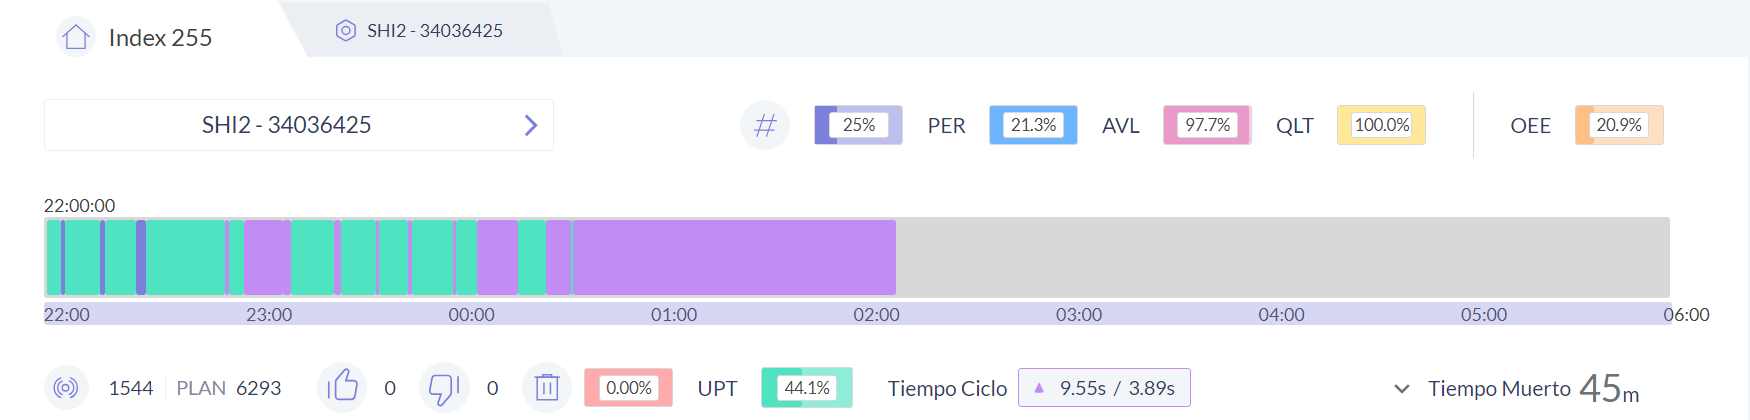 Index 255
SHI2 - 34036425
SHI2 - 34036425
25% PER 21.3% AVL 97.7% QLT 100.0% OEE 20.9%
22:00:00
22:00 23:00 00:00 01:00 02:00 03:00 04:00 05:00 06:00
1544 PLAN 6293 0 0 0.00% UPT 44.1% Tiempo Ciclo 9.55s / 3.89s Tiempo Muerto 45m